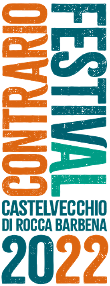 CONTRARIO
FESTIVAL
CASTELVECCHIO
DI ROCCA BARBENA
2022